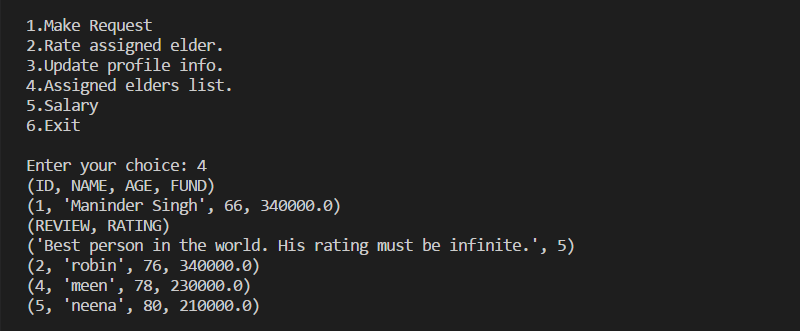 1.Make Request
2.Rate assigned elder.
3.Update profile info.
4.Assigned elders list.
5.Salary
6.Exit
Enter your choice: 4
(ID, NAME, AGE, FUND)
(1, 'Maninder Singh', 66, 340000.0)
(REVIEW, RATING)
('Best person in the world. His rating must be infinite.', 5)
(2, 'robin', 76, 340000.0)
(4, 'meen', 78, 230000.0)
(5, 'neena', 80, 210000.0)